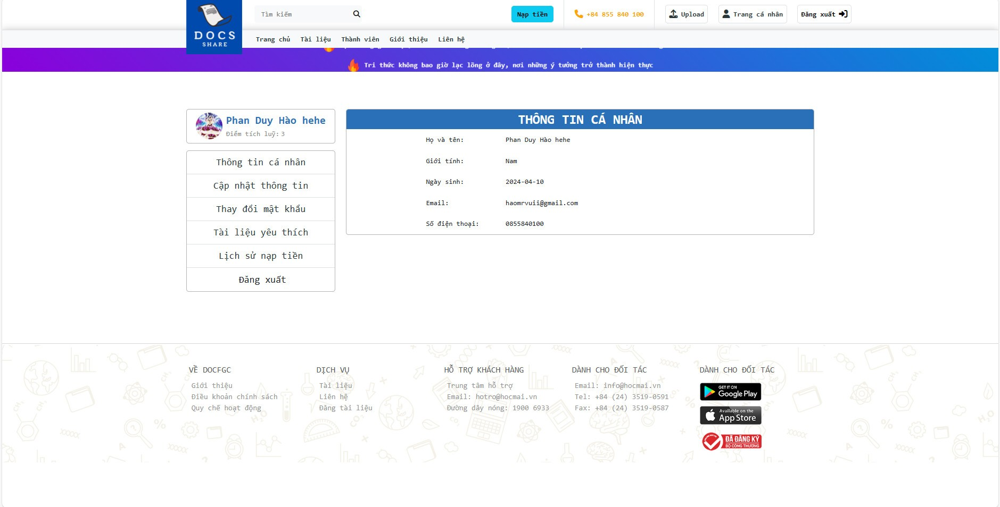 DOCS
SHARE
Tìm kiếm
Nạp tiền
+84 855 840 100
Upload
Trang cá nhân
Đăng xuất
Trang chủ
Tài liệu
Thành viên
Giới thiệu
Liên hệ
Tri thức không bao giờ lạc lõng ở đây, nơi những ý tưởng trở thành hiện thực
Phan Duy Hào hehe
Điểm tích luỹ: 3
Thông tin cá nhân
Cập nhật thông tin
Thay đổi mật khẩu
Tài liệu yêu thích
Lịch sử nạp tiền
Đăng xuất
THÔNG TIN CÁ NHÂN
Họ và tên: Phan Duy Hào hehe
Giới tính: Nam
Ngày sinh: 2024-04-10
Email: haomrvuii@gmail.com
Số điện thoại: 0855840100
VỀ DOCFGC
Giới thiệu
Điều khoản chính sách
Quy chế hoạt động
DỊCH VỤ
Tài liệu
Liên hệ
Đăng tài liệu
HỖ TRỢ KHÁCH HÀNG
Trung tâm hỗ trợ
Email: hotro@hocmai.vn
Đường dây nóng: 1900 6933
DÀNH CHO ĐỐI TÁC
Email: info@hocmai.vn
Tel: +84 (24) 3519-0591
Fax: +84 (24) 3519-0587
DÀNH CHO ĐỐI TÁC
GET IT ON
Google Play
Available on the
App Store
ĐÃ ĐĂNG KÝ
BỘ CÔNG THƯƠNG